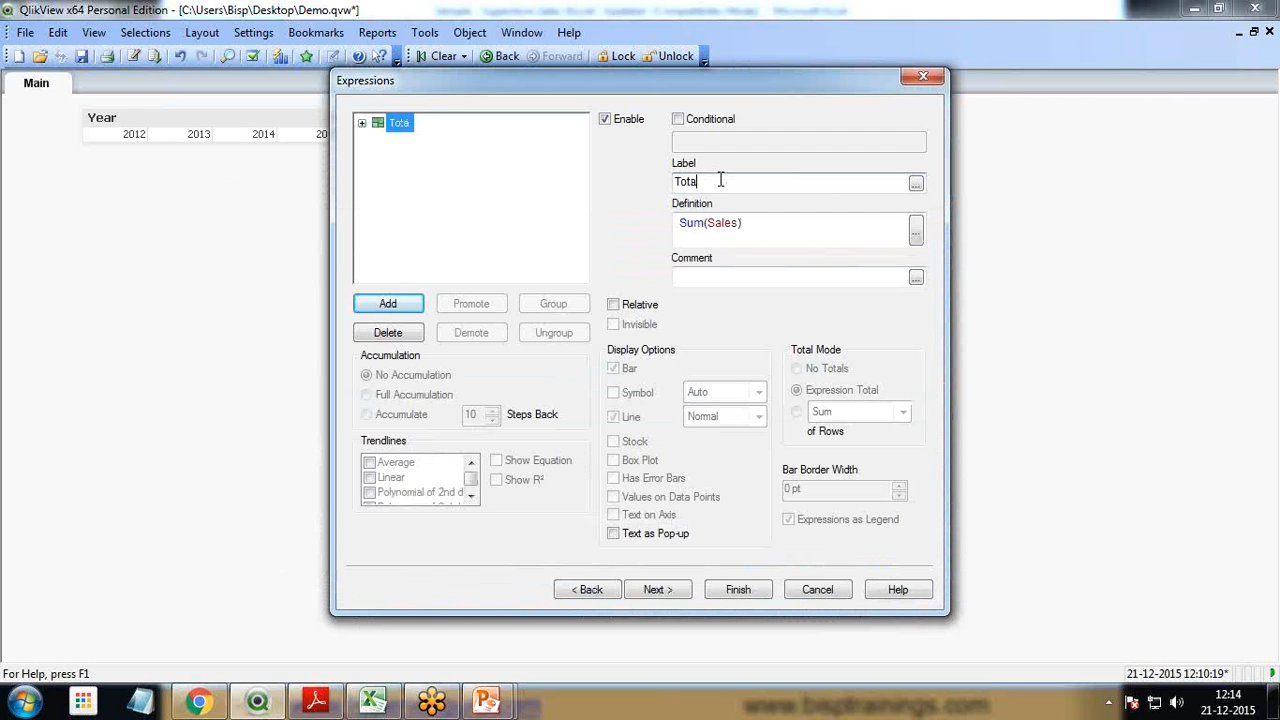 QlikView x64 Personal Edition - [C:\Users\Bisp\Desktop\Demo.qvw*]
File Edit View Selections Layout Settings Bookmarks Reports Tools Object Window Help
Clear Back Forward Lock Unlock
Main
Year
2012 2013 2014
Expressions
Tota
Enable
Conditional
Label
Tota
Definition
Sum(Sales)
Comment
Add Promote Group
Delete Demote Ungroup
Relative
Invisible
Accumulation
No Accumulation
Full Accumulation
Accumulate 10 Steps Back
Trendlines
Average
Linear
Polynomial of 2nd d
Show Equation
Show R²
Display Options
Bar
Symbol Auto
Line Normal
Stock
Box Plot
Has Error Bars
Values on Data Points
Text on Axis
Text as Pop-up
Total Mode
No Totals
Expression Total
Sum
of Rows
Bar Border Width
0 pt
Expressions as Legend
< Back Next > Finish Cancel Help
For Help, press F1
21-12-2015 12:10:19*
www.bisptrainings.com
12:14
21-12-2015